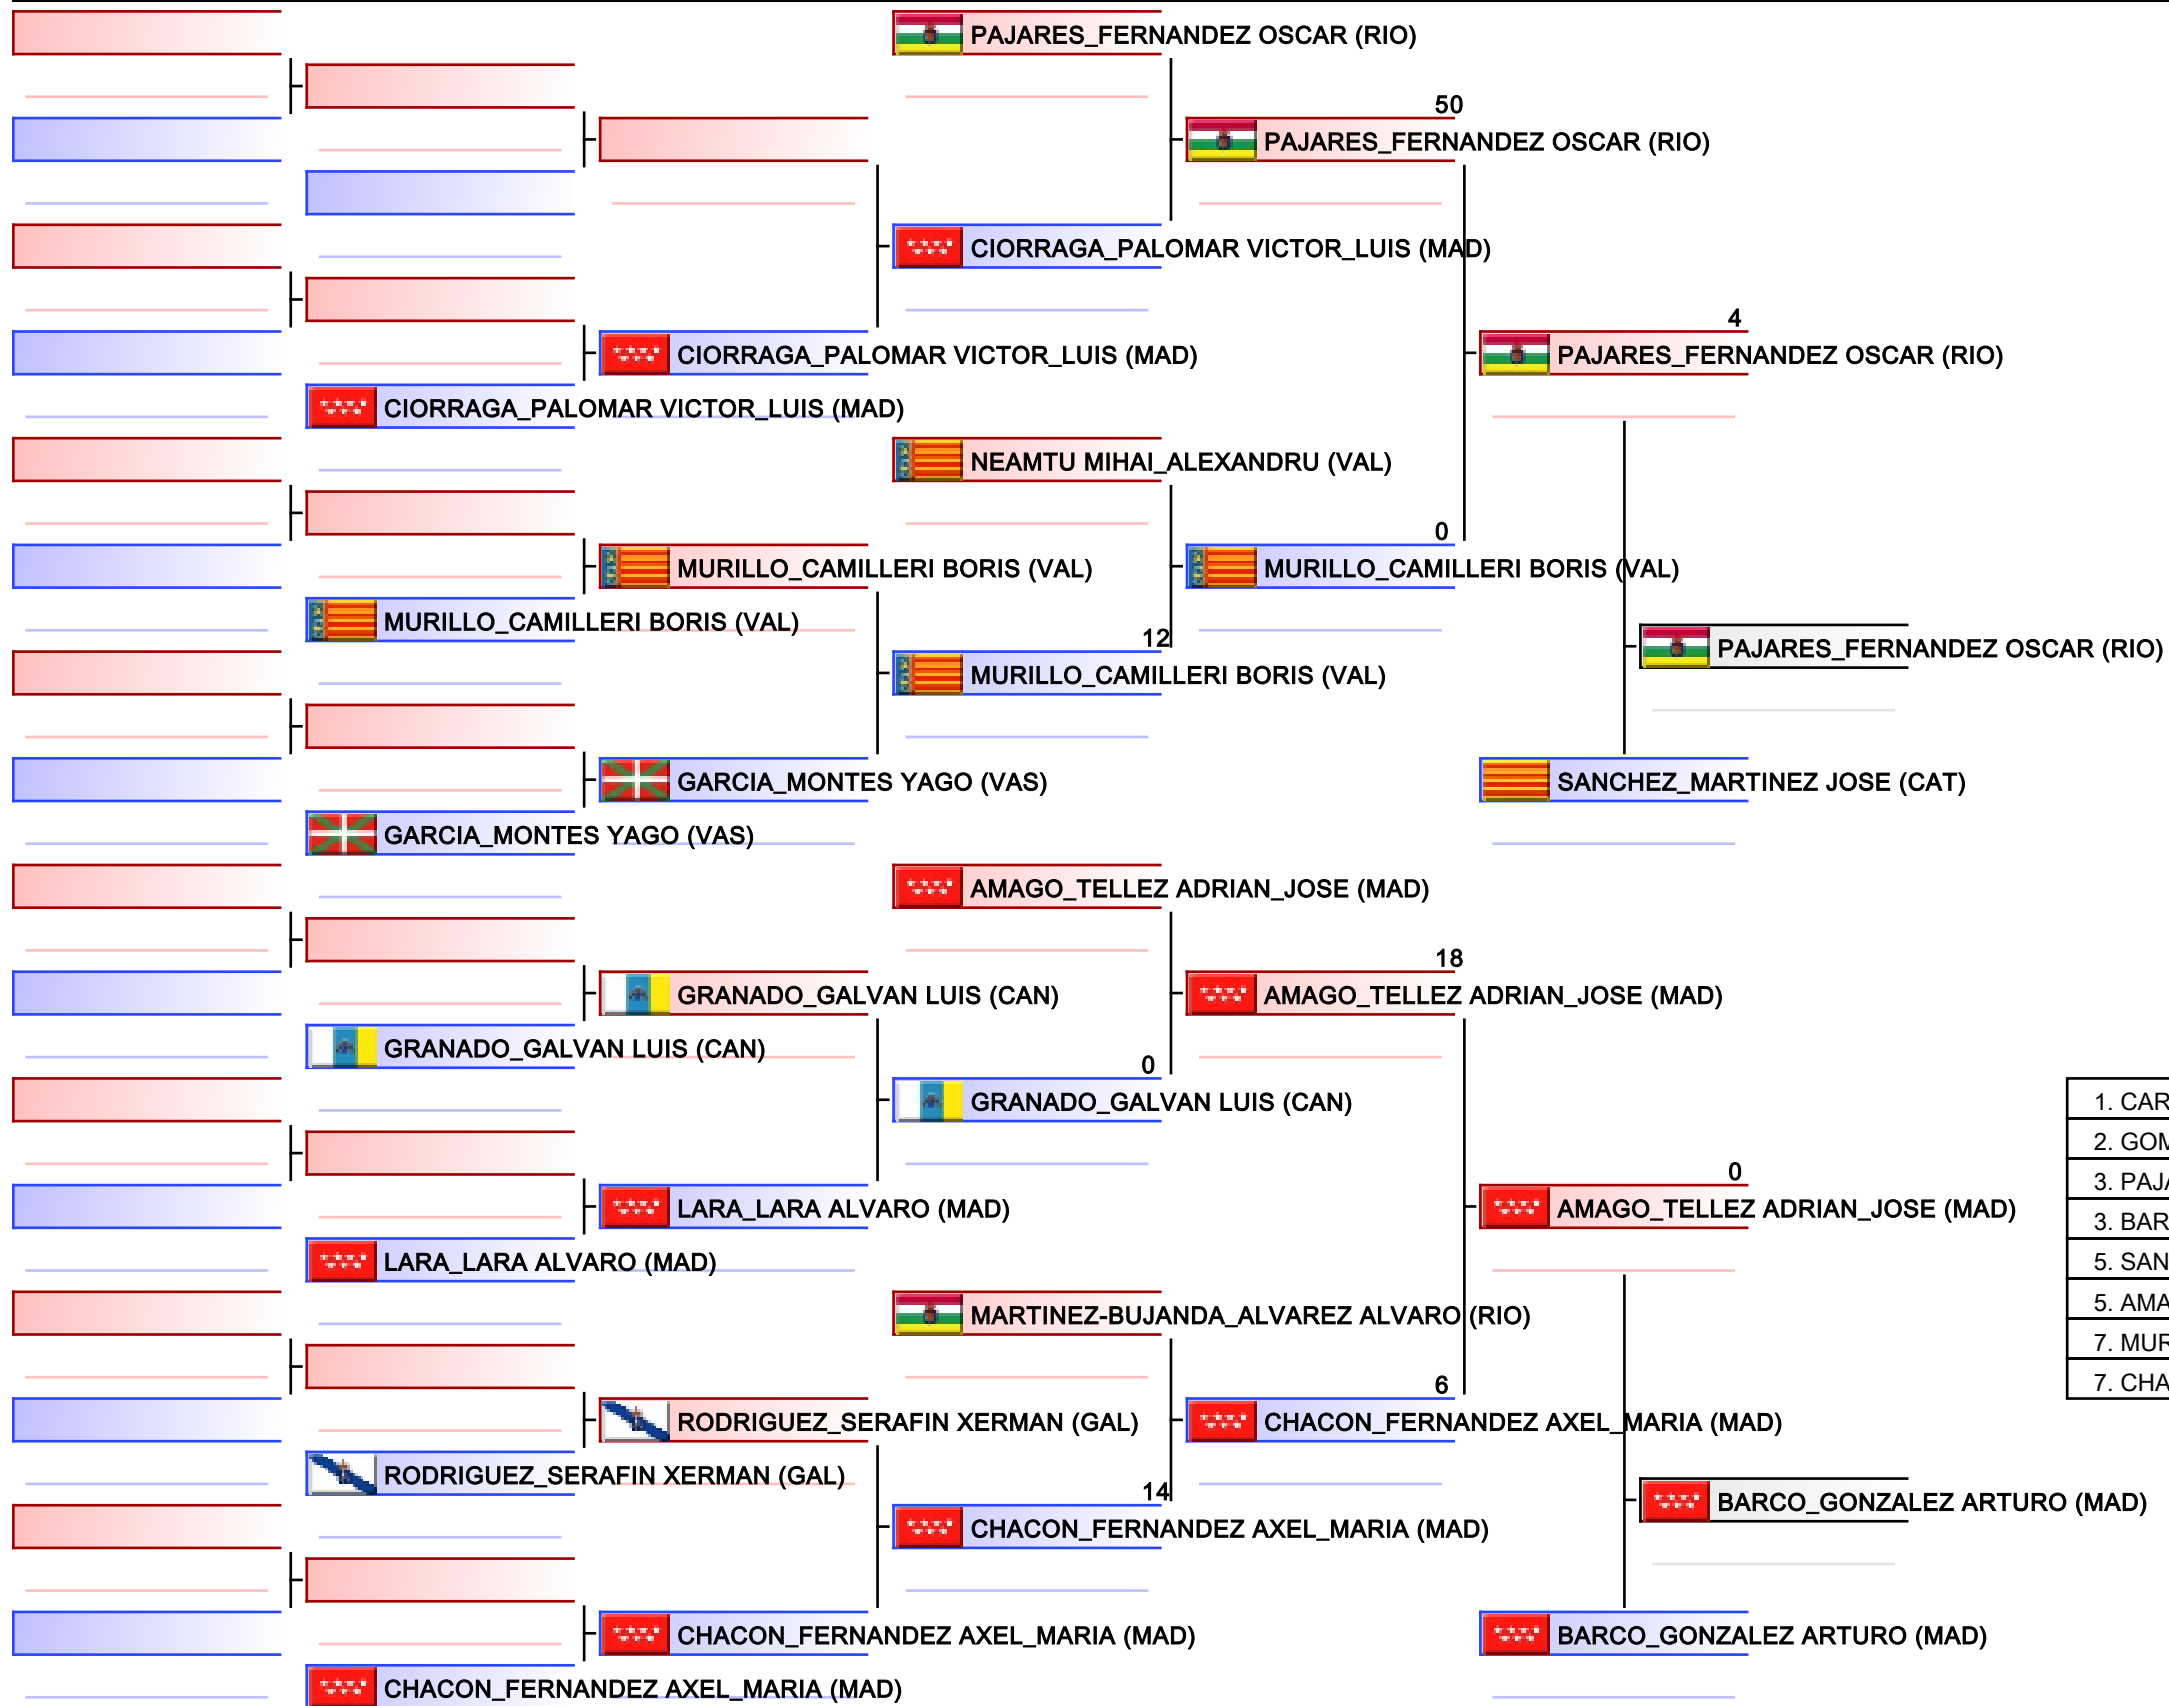 PAJARES_FERNANDEZ OSCAR (RIO)
50
PAJARES_FERNANDEZ OSCAR (RIO)
CIORRAGA_PALOMAR VICTOR_LUIS (MAD)
4
CIORRAGA_PALOMAR VICTOR_LUIS (MAD)
PAJARES_FERNANDEZ OSCAR (RIO)
CIORRAGA_PALOMAR VICTOR_LUIS (MAD)
NEAMTU MIHAI_ALEXANDRU (VAL)
0
MURILLO_CAMILLERI BORIS (VAL)
MURILLO_CAMILLERI BORIS (VAL)
MURILLO_CAMILLERI BORIS (VAL)
12
PAJARES_FERNANDEZ OSCAR (RIO)
MURILLO_CAMILLERI BORIS (VAL)
GARCIA_MONTES YAGO (VAS)
SANCHEZ_MARTINEZ JOSE (CAT)
GARCIA_MONTES YAGO (VAS)
AMAGO_TELLEZ ADRIAN_JOSE (MAD)
18
GRANADO_GALVAN LUIS (CAN)
AMAGO_TELLEZ ADRIAN_JOSE (MAD)
GRANADO_GALVAN LUIS (CAN)
0
GRANADO_GALVAN LUIS (CAN)
1. CAR
2. GOM
3. PAJA
3. BAR
5. SAN
5. AMA
7. MUR
7. CHA
0
LARA_LARA ALVARO (MAD)
AMAGO_TELLEZ ADRIAN_JOSE (MAD)
LARA_LARA ALVARO (MAD)
MARTINEZ-BUJANDA_ALVAREZ ALVARO (RIO)
6
RODRIGUEZ_SERAFIN XERMAN (GAL)
CHACON_FERNANDEZ AXEL_MARIA (MAD)
RODRIGUEZ_SERAFIN XERMAN (GAL)
14
BARCO_GONZALEZ ARTURO (MAD)
CHACON_FERNANDEZ AXEL_MARIA (MAD)
CHACON_FERNANDEZ AXEL_MARIA (MAD)
BARCO_GONZALEZ ARTURO (MAD)
CHACON_FERNANDEZ AXEL_MARIA (MAD)